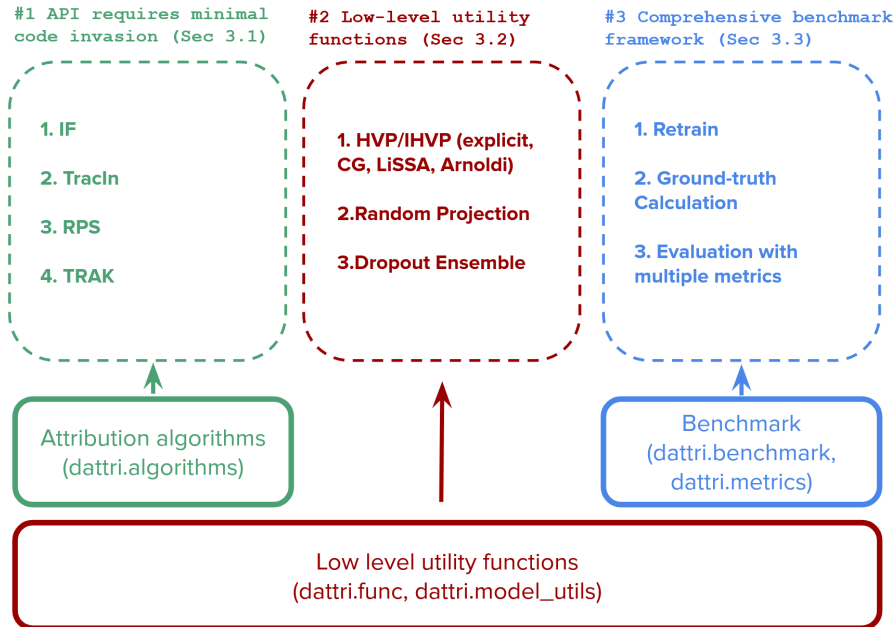 #1 API requires minimal
code invasion (Sec 3.1)
#2 Low-level utility
functions (Sec 3.2)
#3 Comprehensive benchmark
framework (Sec 3.3)
1. IF
2. TracIn
3. RPS
4. TRAK
1. HVP/IHVP (explicit,
CG, LiSSA, Arnoldi)
2.Random Projection
3.Dropout Ensemble
1. Retrain
2. Ground-truth
Calculation
3. Evaluation with
multiple metrics
Attribution algorithms
(dattri.algorithms)
Benchmark
(dattri.benchmark,
dattri.metrics)
Low level utility functions
(dattri.func, dattri.model_utils)